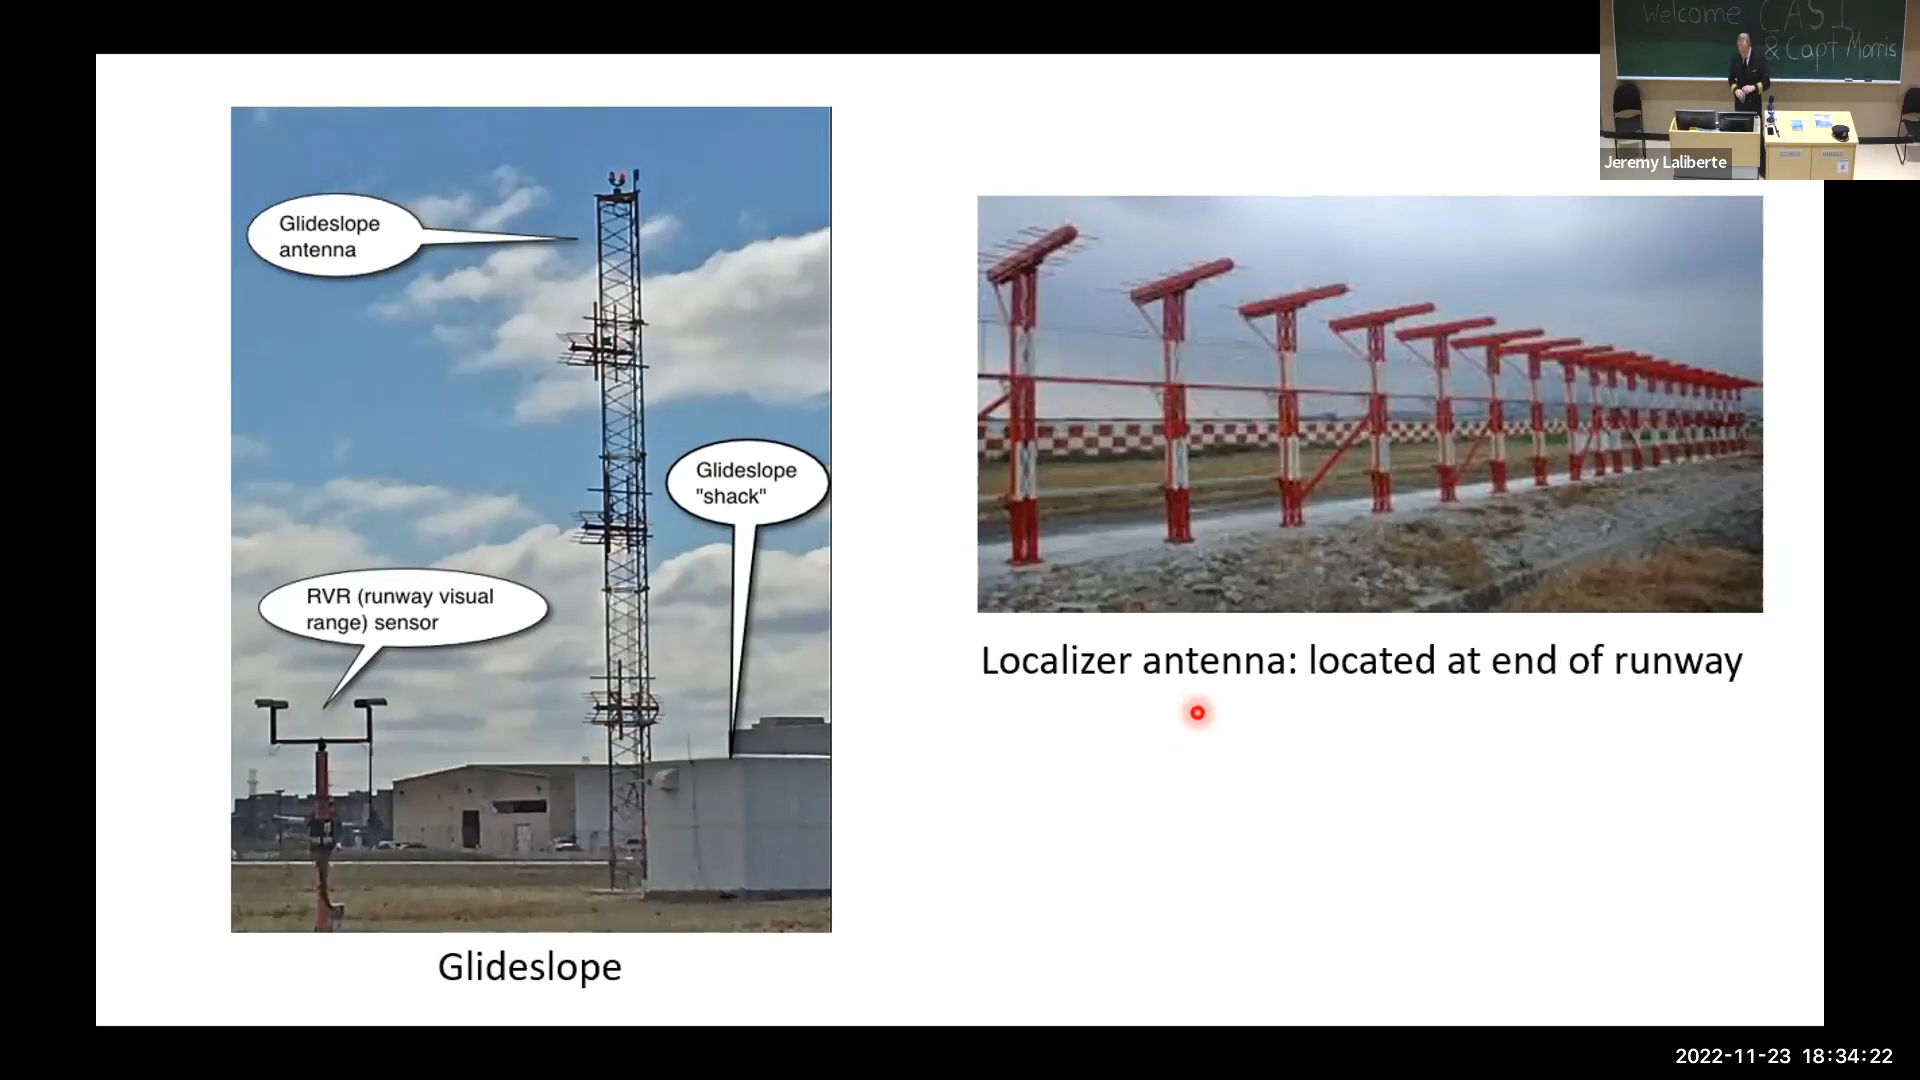 Welcome CASI
& Capt Morris
Jeremy Laliberte
Glideslope
antenna
Glideslope
"shack"
RVR (runway visual
range) sensor
Glideslope
Localizer antenna: located at end of runway
2022-11-23 18:34:22